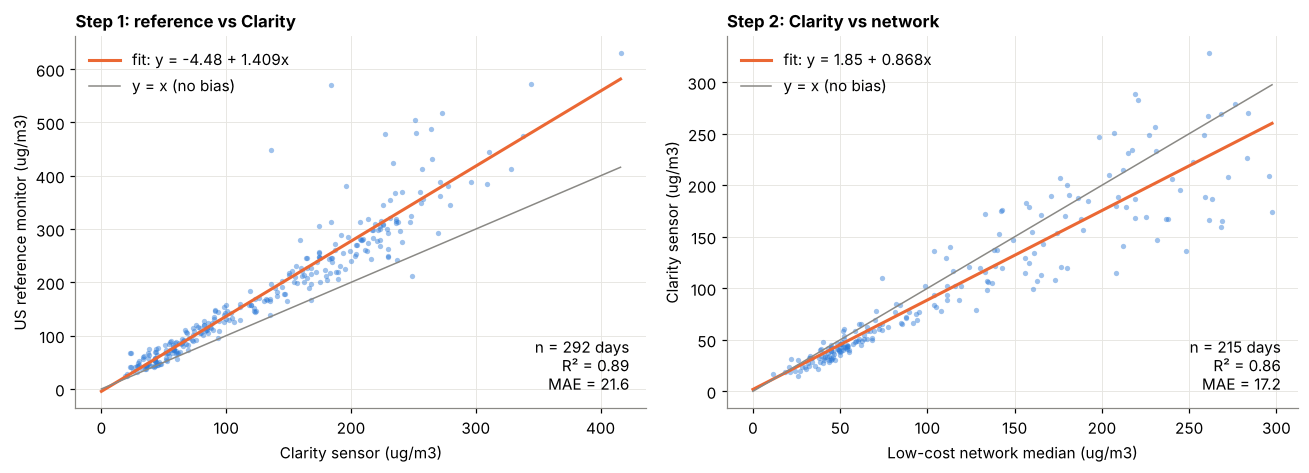 Step 1: reference vs Clarity
fit: y = -4.48 + 1.409x
y = x (no bias)
US reference monitor (ug/m3)
600
500
400
300
200
100
0
n = 292 days
R² = 0.89
MAE = 21.6
0 100 200 300 400
Clarity sensor (ug/m3)
Step 2: Clarity vs network
fit: y = 1.85 + 0.868x
y = x (no bias)
Clarity sensor (ug/m3)
300
250
200
150
100
50
0
n = 215 days
R² = 0.86
MAE = 17.2
0 50 100 150 200 250 300
Low-cost network median (ug/m3)